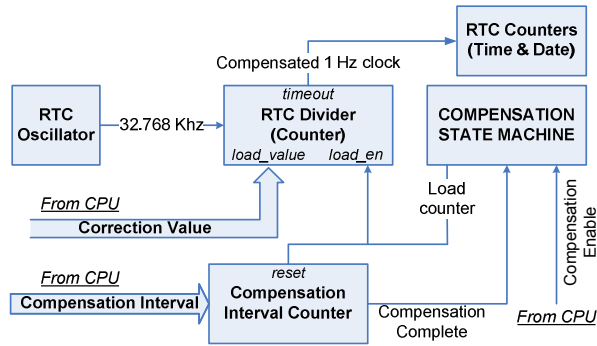 RTC Counters
(Time & Date)
Compensated 1 Hz clock
timeout
RTC Divider
(Counter)
load_value
load_en
RTC
Oscillator
32.768 Khz
COMPENSATION
STATE MACHINE
From CPU
Correction Value
Load
counter
Compensation
Enable
From CPU
Compensation Interval
reset
Compensation
Interval Counter
Compensation
Complete
From CPU